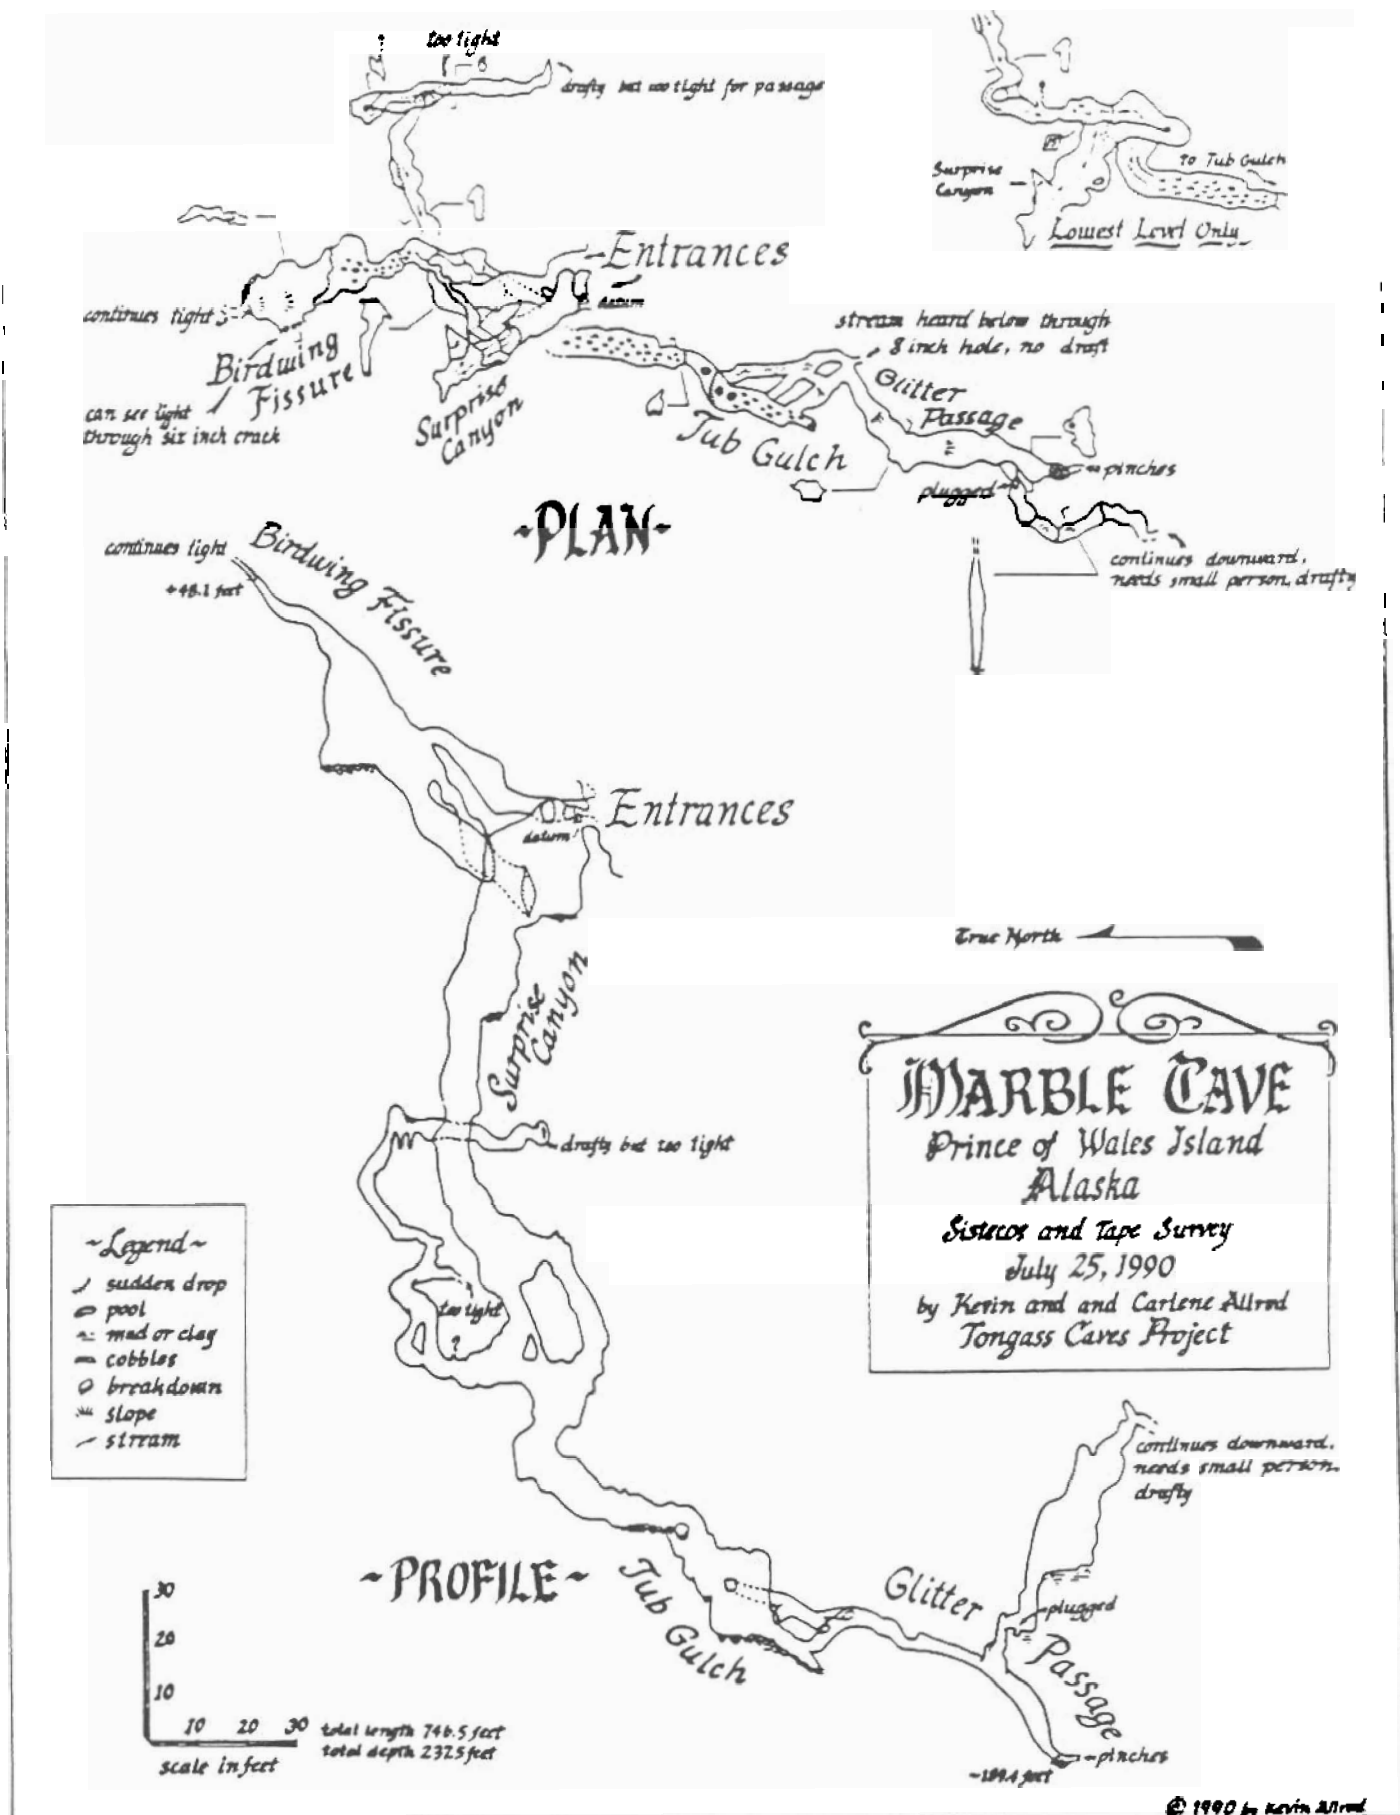 too tight
drafty but too tight for passage
Surprise
Canyon
to Tub Gulch
Lowest Level Only
Entrances
datum
continues tight
Birdwing
Fissure
can see light
through six inch crack
Surprise
Canyon
stream heard below through
8 inch hole, no draft
Glitter
Passage
Tub Gulch
pinches
plugged
~PLAN~
continues downward,
needs small person, drafty
continues tight
+48.1 feet
Birdwing Fissure
Entrances
datum
Surprise
Canyon
True North
MARBLE CAVE
Prince of Wales Island
Alaska
Sistecos and Tape Survey
July 25, 1990
by Kevin and and Carlene Allred
Tongass Caves Project
drafty but too tight
~Legend~
sudden drop
pool
mud or clay
cobbles
breakdown
slope
stream
too tight
?
continues downward,
needs small person,
drafty
~PROFILE~
Tub Gulch
Glitter
Passage
plugged
pinches
-189.4 feet
30
20
10
10 20 30
scale in feet
total length 746.5 feet
total depth 237.5 feet
© 1990 by Kevin Allred